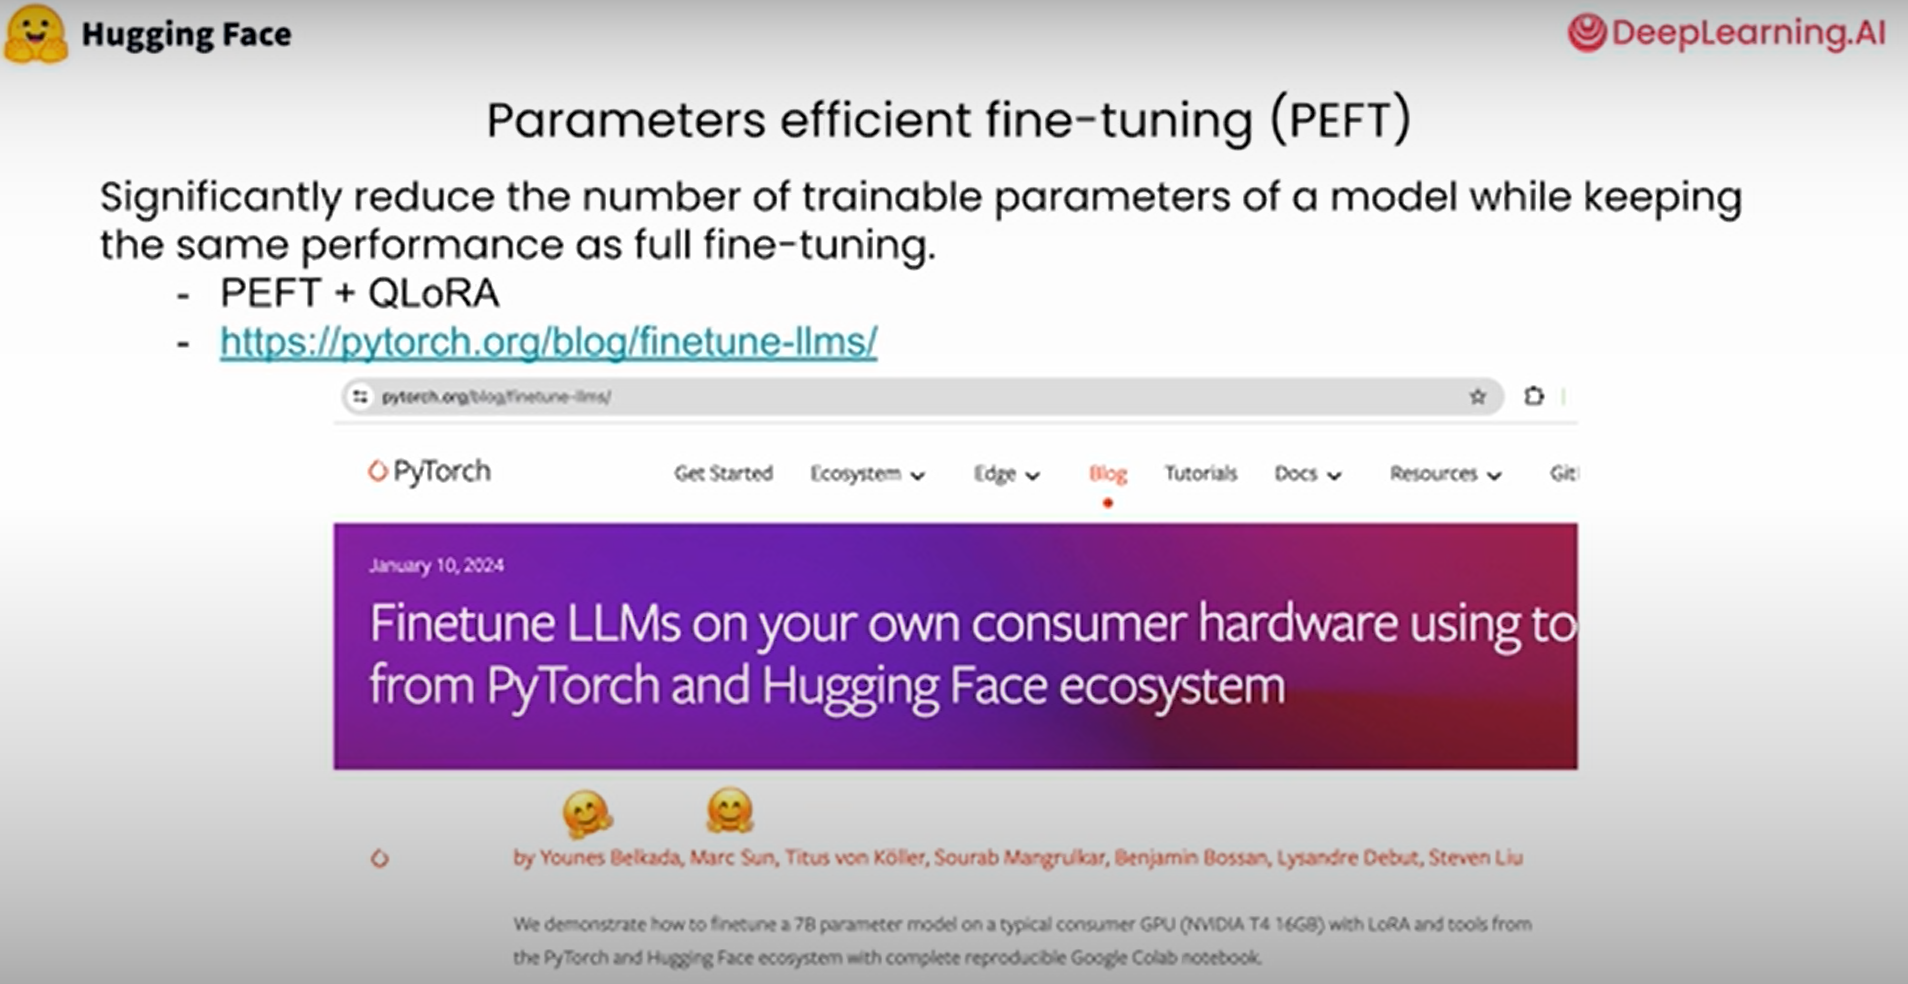 Hugging Face
DeepLearning.AI
Parameters efficient fine-tuning (PEFT)
Significantly reduce the number of trainable parameters of a model while keeping
the same performance as full fine-tuning.
- PEFT + QLoRA
- https://pytorch.org/blog/finetune-llms/
pytorch.org/blog/finetune-llms/
PyTorch
Get Started Ecosystem Edge Blog Tutorials Docs Resources Git
January 10, 2024
Finetune LLMs on your own consumer hardware using to
from PyTorch and Hugging Face ecosystem
by Younes Belkada, Marc Sun, Titus von Köller, Sourab Mangrulkar, Benjamin Bossan, Lysandre Debut, Steven Liu
We demonstrate how to finetune a 7B parameter model on a typical consumer GPU (NVIDIA T4 16GB) with LoRA and tools from
the PyTorch and Hugging Face ecosystem with complete reproducible Google Colab notebook.